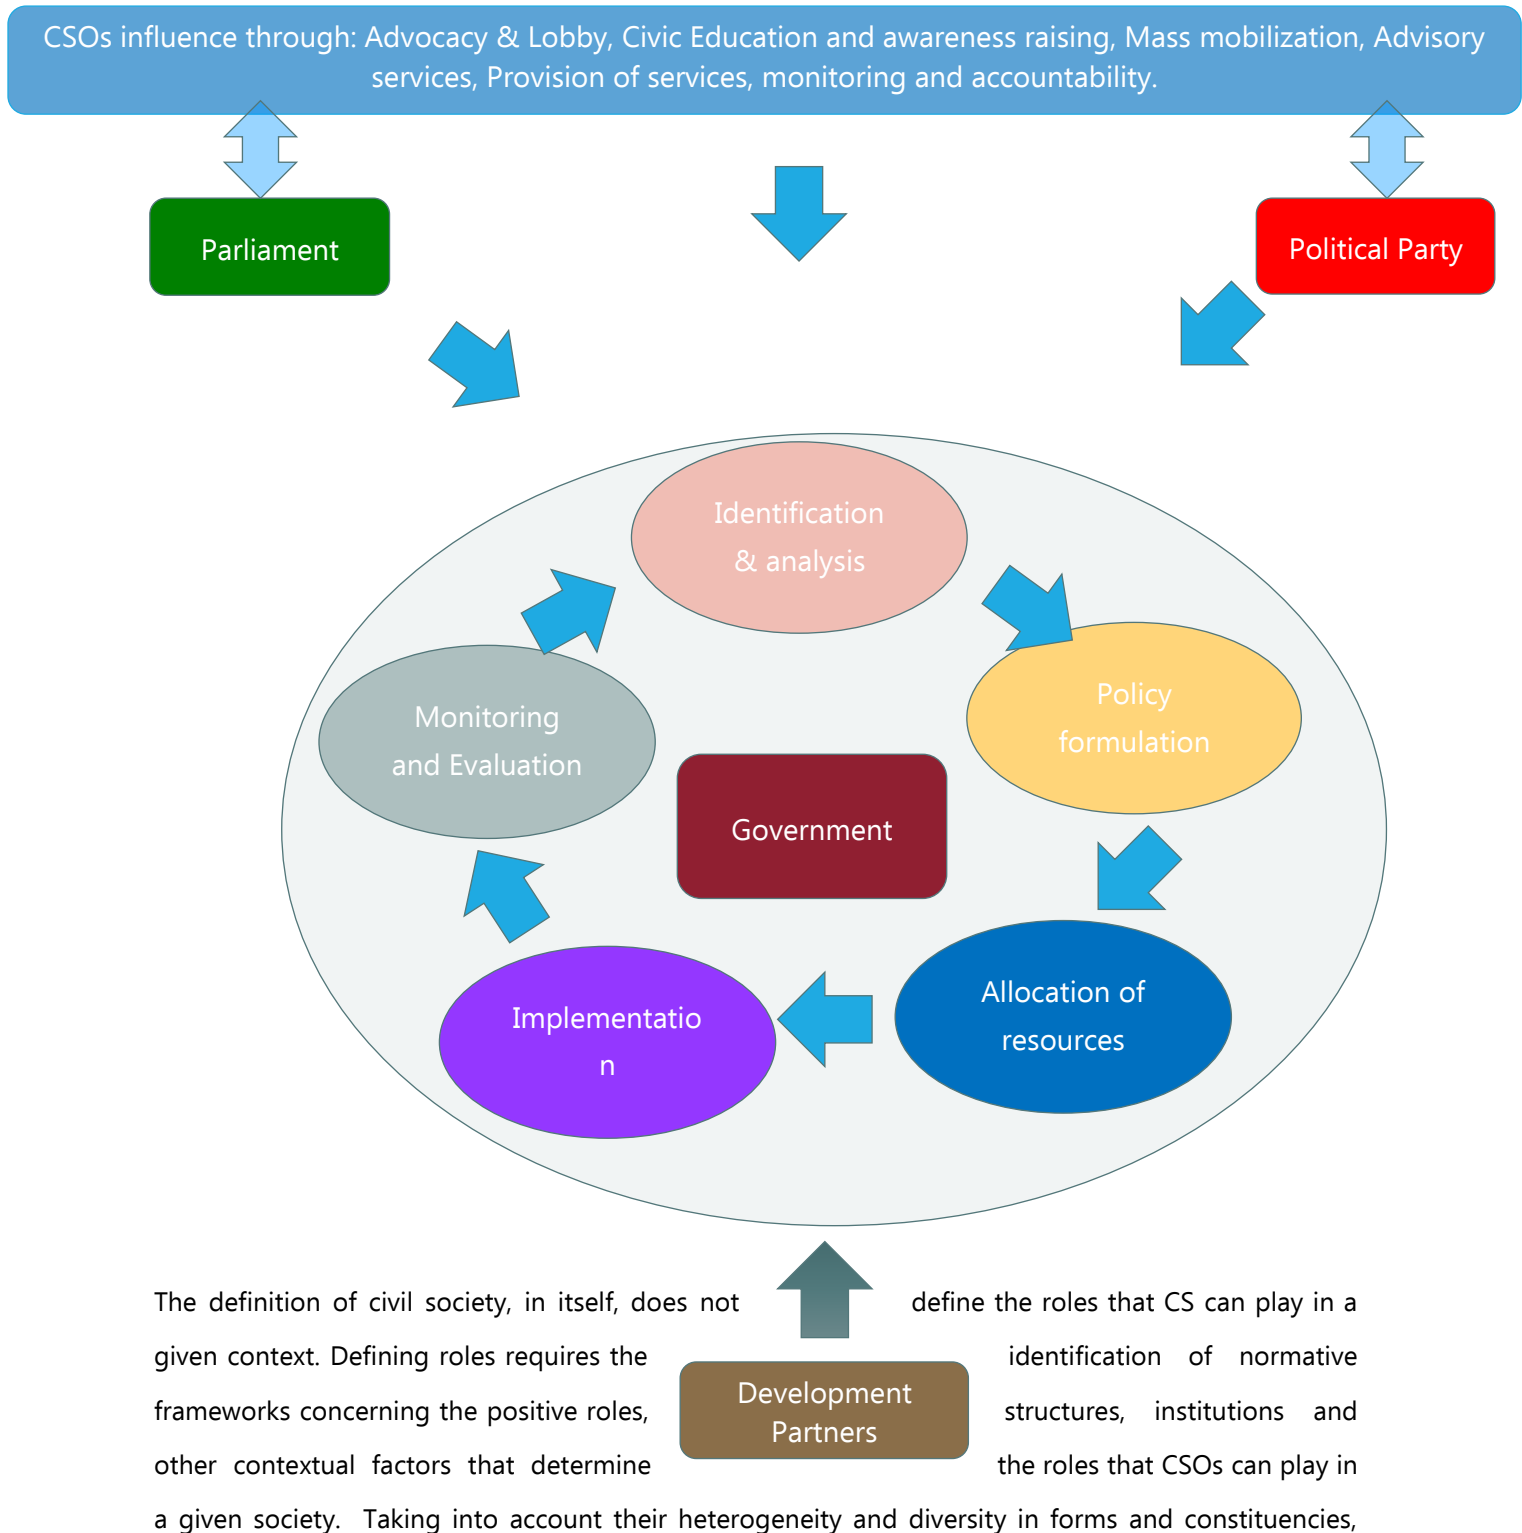 CSOs influence through: Advocacy & Lobby, Civic Education and awareness raising, Mass mobilization, Advisory
services, Provision of services, monitoring and accountability.
Parliament
Political Party
Identification
& analysis
Policy
formulation
Monitoring
and Evaluation
Government
Allocation of
resources
Implementatio
n
The definition of civil society, in itself, does not define the roles that CS can play in a
given context. Defining roles requires the identification of normative
frameworks concerning the positive roles, structures, institutions and
other contextual factors that determine the roles that CSOs can play in
a given society. Taking into account their heterogeneity and diversity in forms and constituencies,
Development
Partners